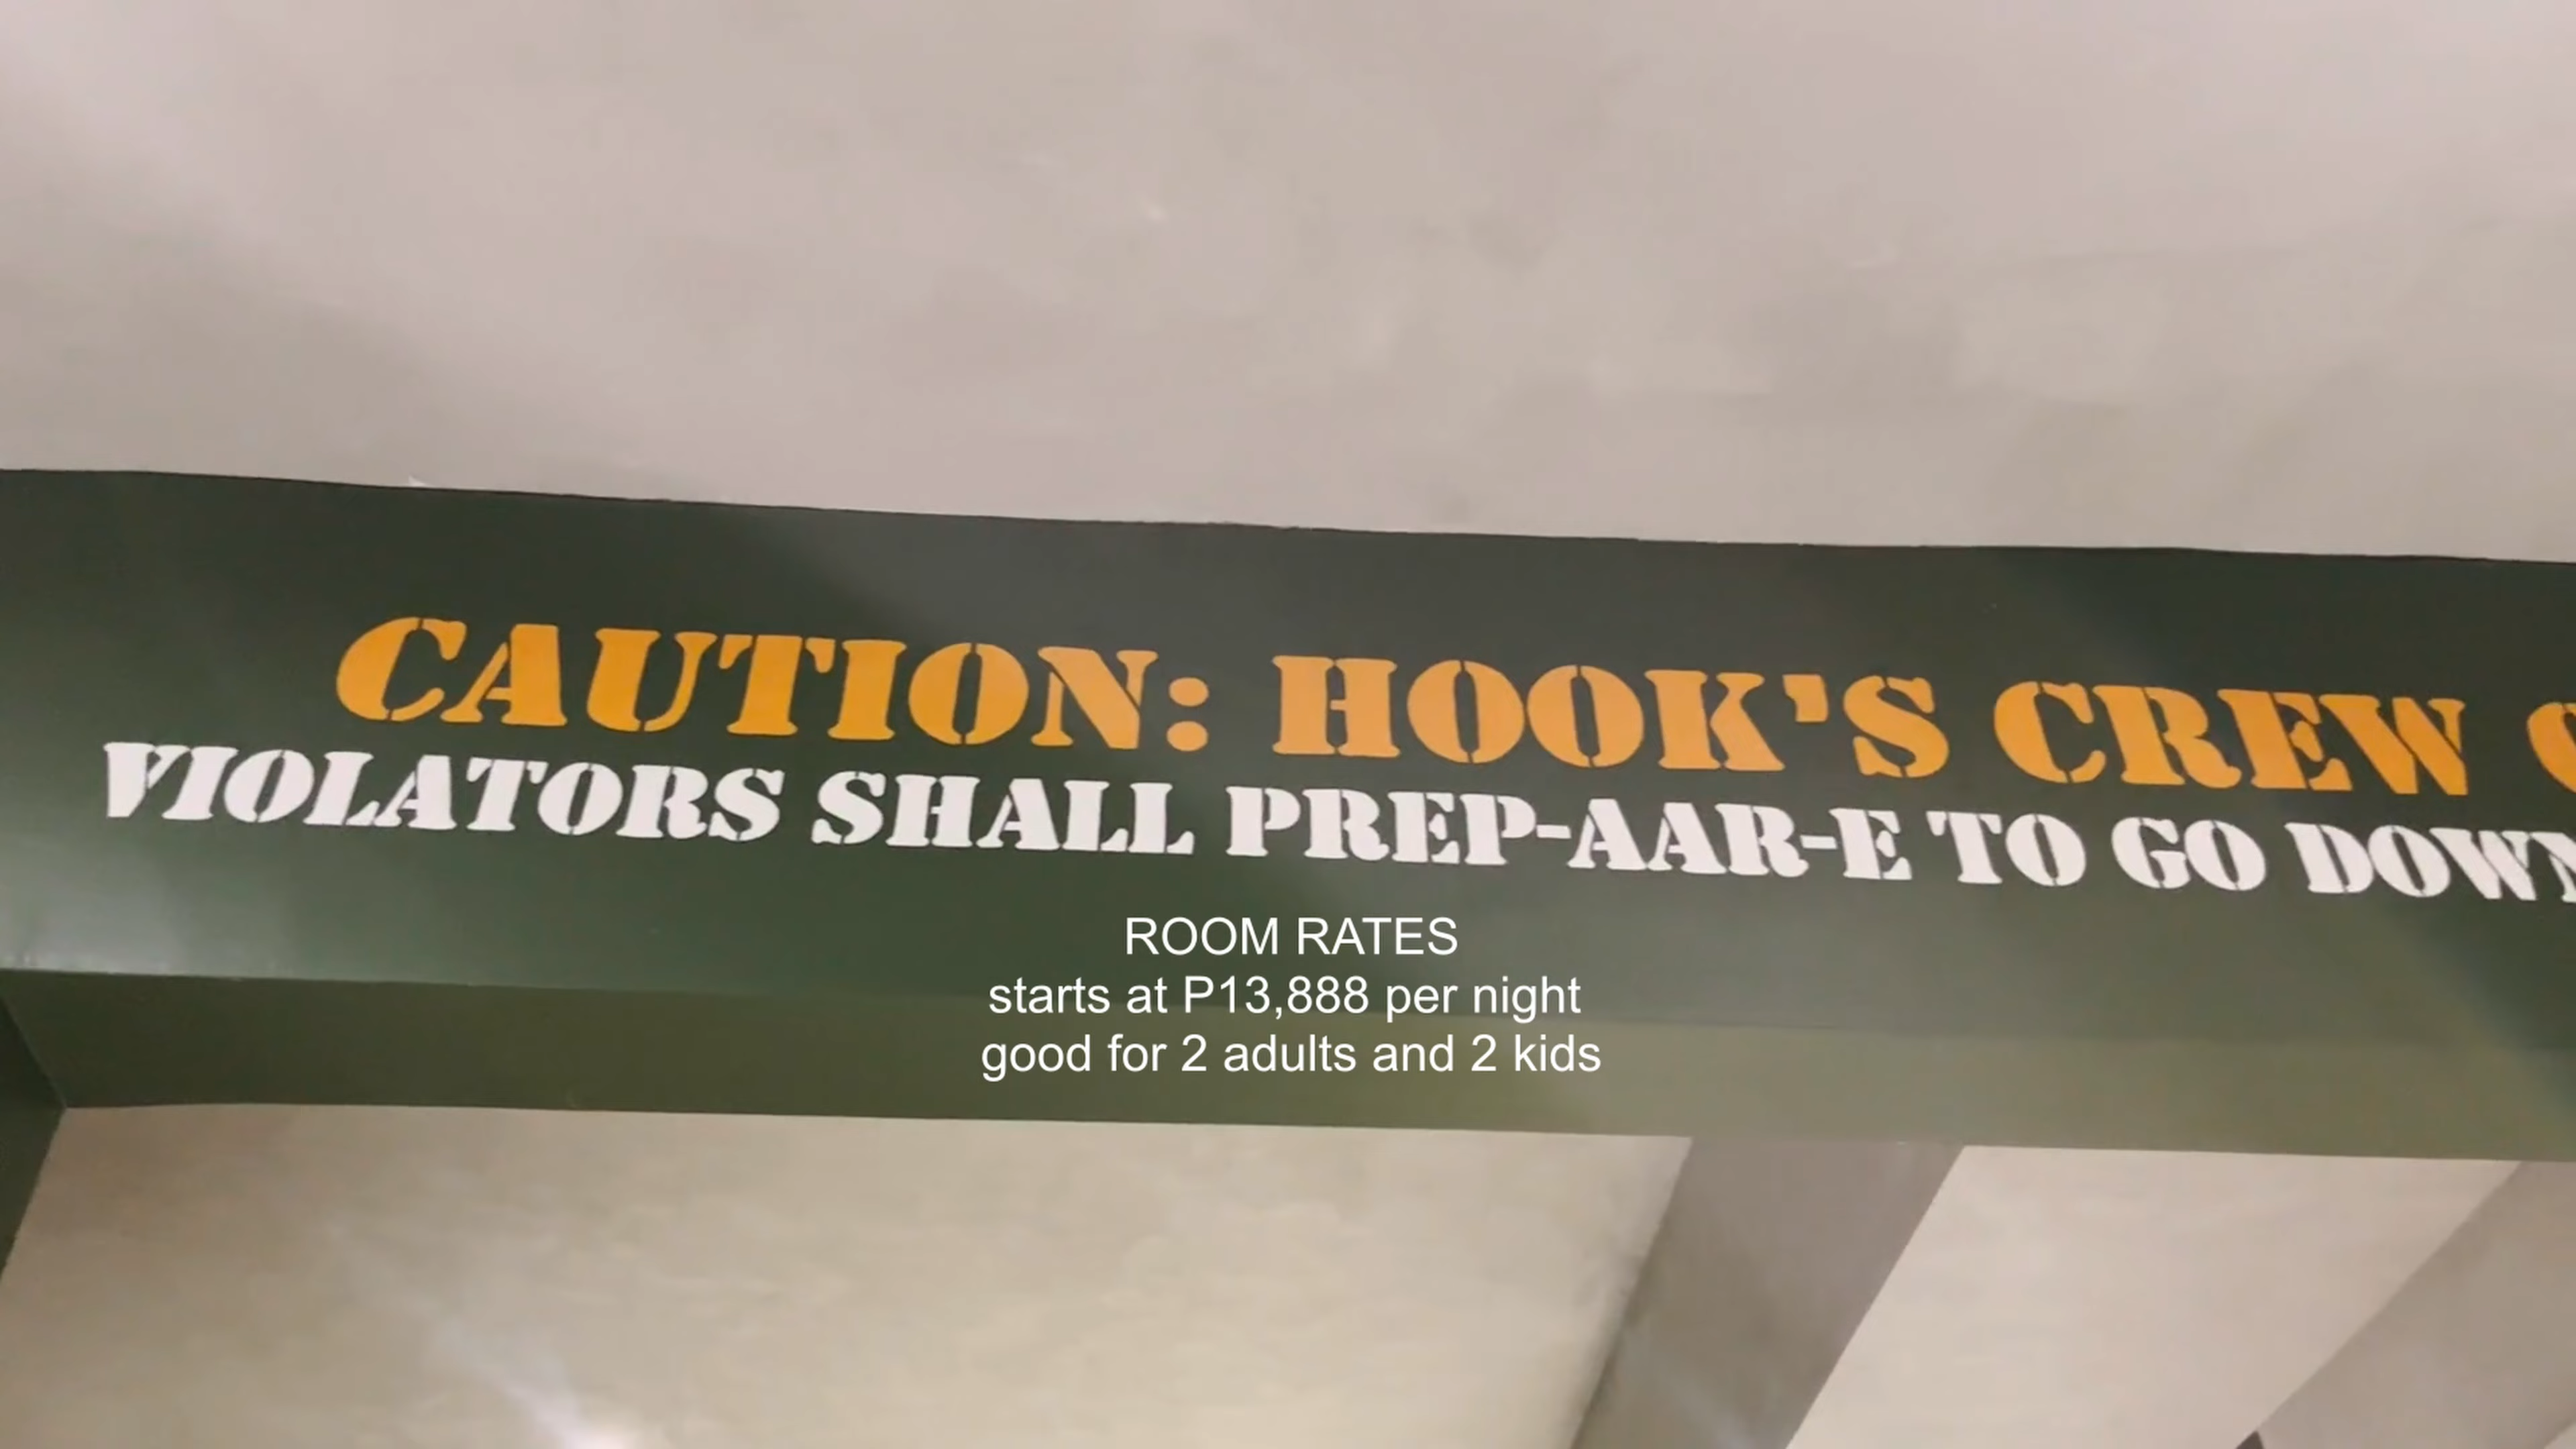 CAUTION: HOOK'S CREW
VIOLATORS SHALL PREP-AAR-E TO GO DOWN
ROOM RATES
starts at P13,888 per night
good for 2 adults and 2 kids